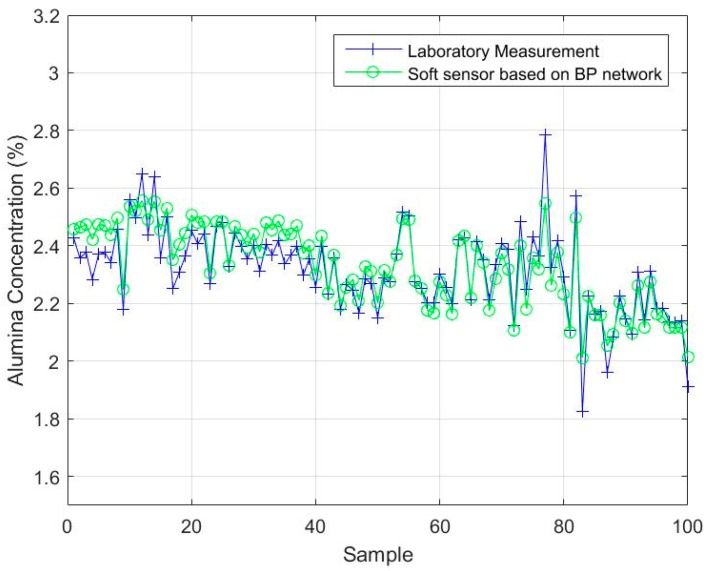 3.2
3
2.8
2.6
2.4
2.2
2
1.8
1.6
Alumina Concentration (%)
Laboratory Measurement
Soft sensor based on BP network
0 20 40 60 80 100
Sample